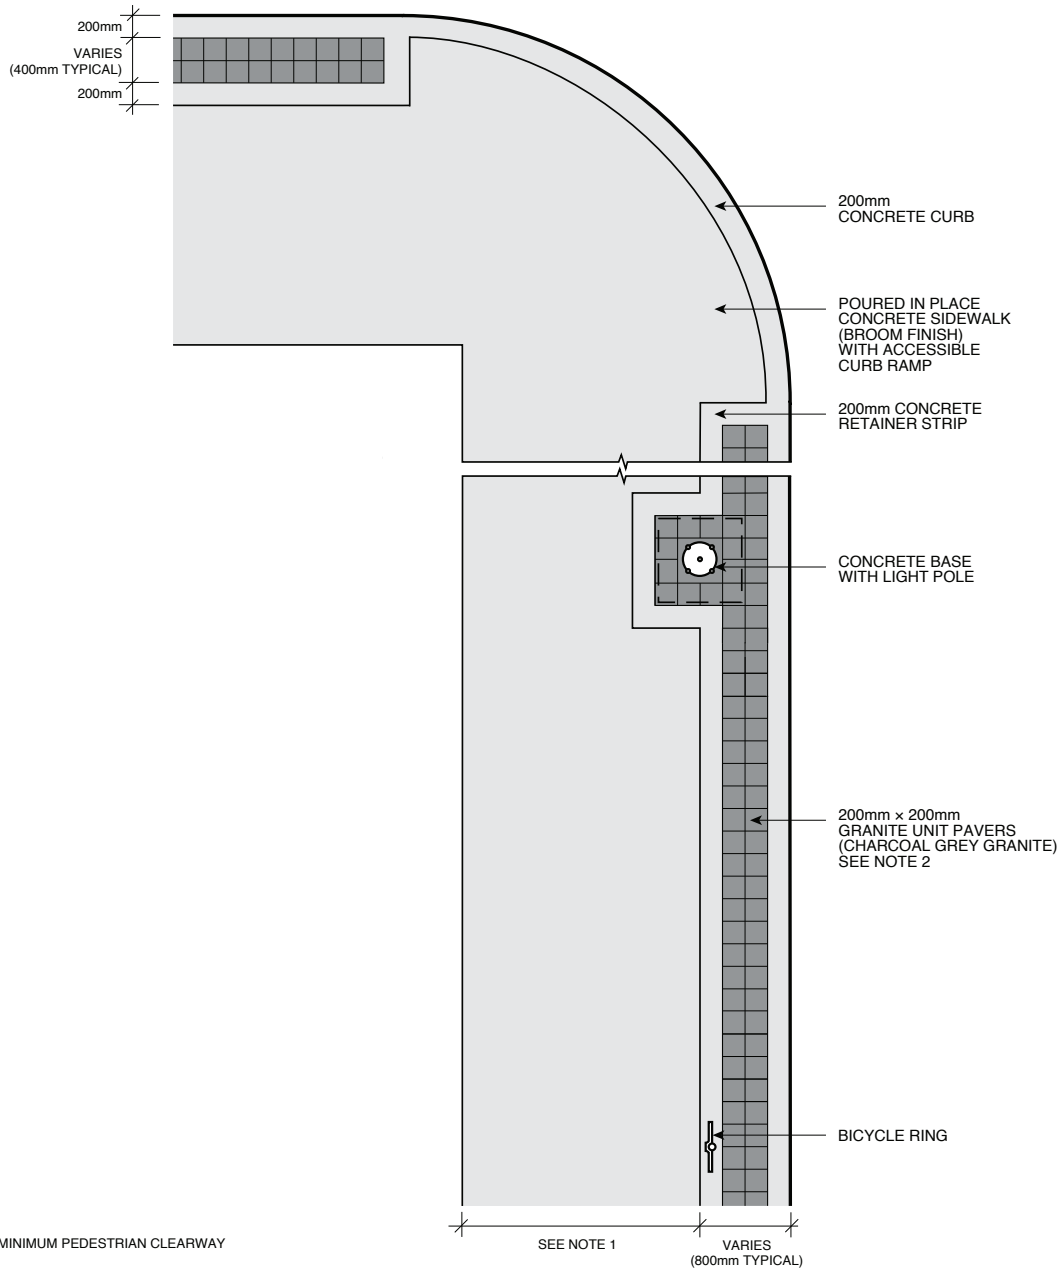 200mm
VARIES
(400mm TYPICAL)
200mm
200mm
CONCRETE CURB
POURED IN PLACE
CONCRETE SIDEWALK
(BROOM FINISH)
WITH ACCESSIBLE
CURB RAMP
200mm CONCRETE
RETAINER STRIP
CONCRETE BASE
WITH LIGHT POLE
200mm × 200mm
GRANITE UNIT PAVERS
(CHARCOAL GREY GRANITE)
SEE NOTE 2
BICYCLE RING
MINIMUM PEDESTRIAN CLEARWAY
SEE NOTE 1
VARIES
(800mm TYPICAL)